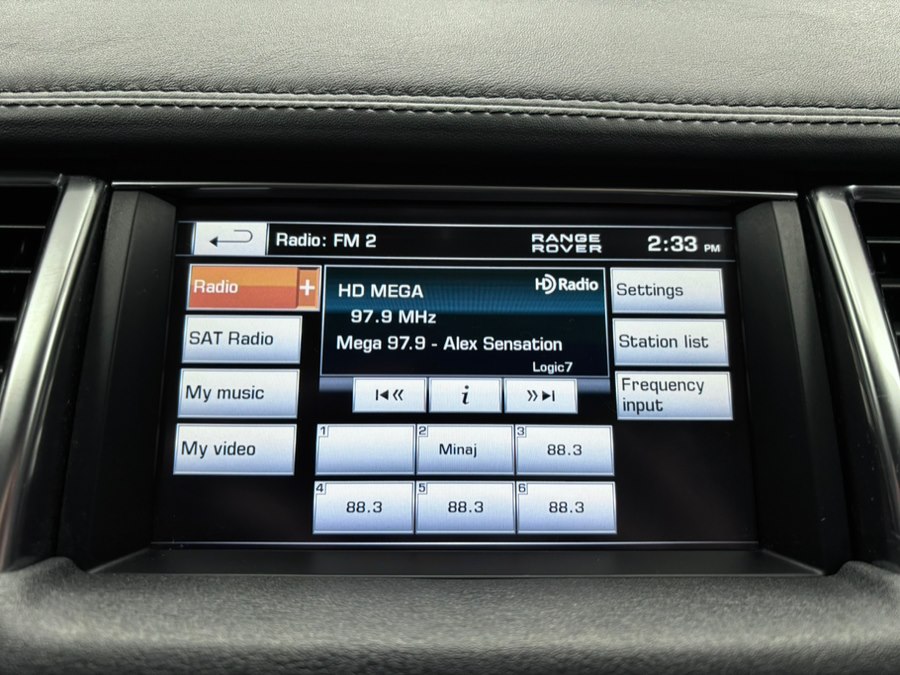 Radio: FM 2
RANGE
ROVER
2:33 PM
Radio +
SAT Radio
My music
My video
HD Radio
HD MEGA
97.9 MHz
Mega 97.9 - Alex Sensation
Logic7
i
Settings
Station list
Frequency
input
1
2 Minaj
3 88.3
4 88.3
5 88.3
6 88.3